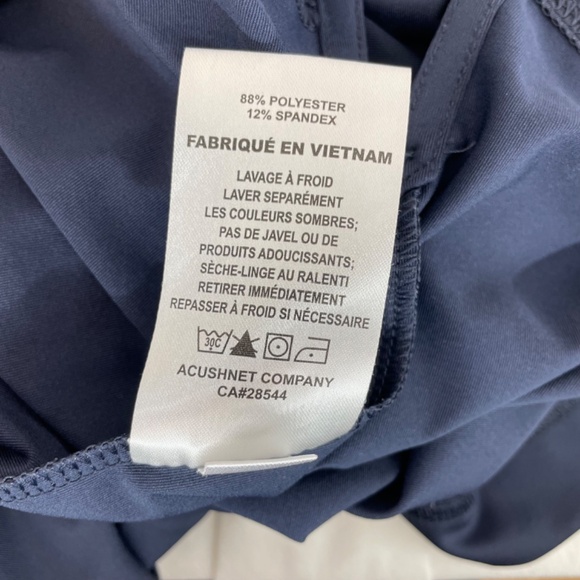 88% POLYESTER
12% SPANDEX
FABRIQUÉ EN VIETNAM
LAVAGE À FROID
LAVER SEPARÉMENT
LES COULEURS SOMBRES;
PAS DE JAVEL OU DE
PRODUITS ADOUCISSANTS;
SÈCHE-LINGE AU RALENTI
RETIRER IMMÉDIATEMENT
REPASSER À FROID SI NÉCESSAIRE
30C
ACUSHNET COMPANY
CA#28544